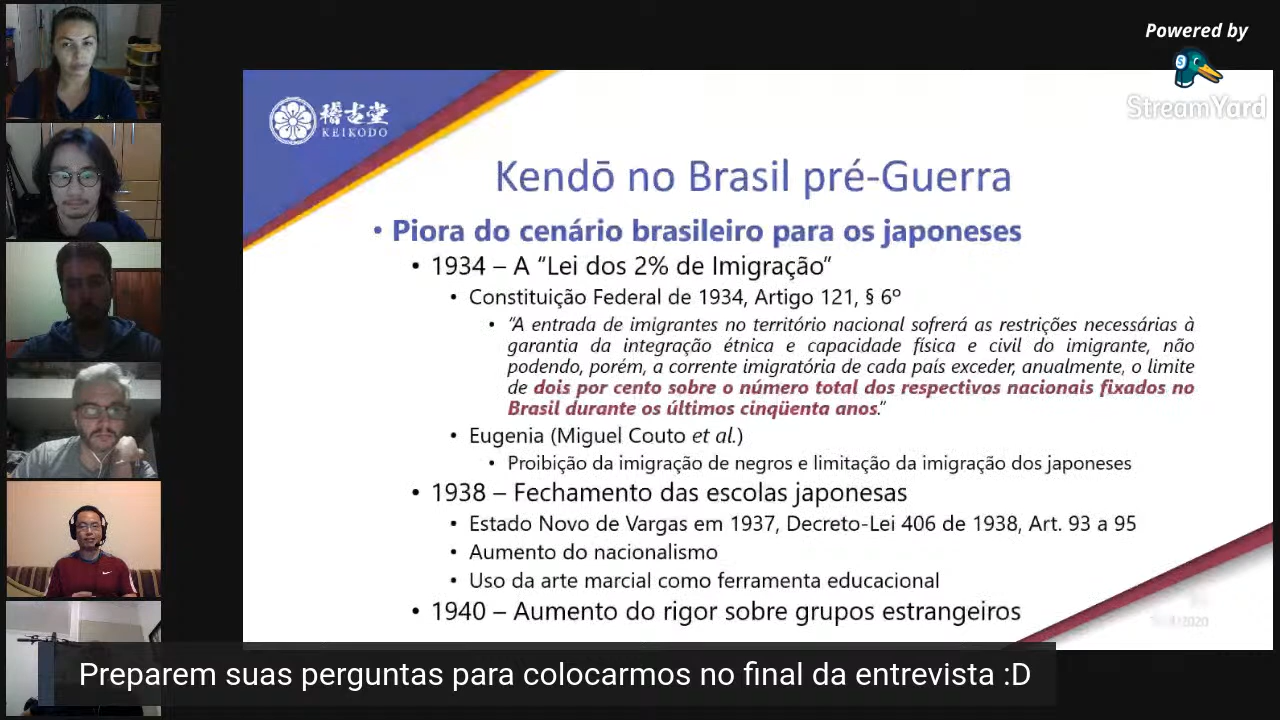 Powered by
StreamYard
稽古堂
KEIKODO
Kendō no Brasil pré-Guerra
• Piora do cenário brasileiro para os japoneses
• 1934 – A “Lei dos 2% de Imigração”
• Constituição Federal de 1934, Artigo 121, § 6º
• “A entrada de imigrantes no território nacional sofrerá as restrições necessárias à
garantia da integração étnica e capacidade física e civil do imigrante, não
podendo, porém, a corrente imigratória de cada país exceder, anualmente, o limite
de dois por cento sobre o número total dos respectivos nacionais fixados no
Brasil durante os últimos cinqüenta anos.”
• Eugenia (Miguel Couto et al.)
• Proibição da imigração de negros e limitação da imigração dos japoneses
• 1938 – Fechamento das escolas japonesas
• Estado Novo de Vargas em 1937, Decreto-Lei 406 de 1938, Art. 93 a 95
• Aumento do nacionalismo
• Uso da arte marcial como ferramenta educacional
• 1940 – Aumento do rigor sobre grupos estrangeiros
Preparem suas perguntas para colocarmos no final da entrevista :D